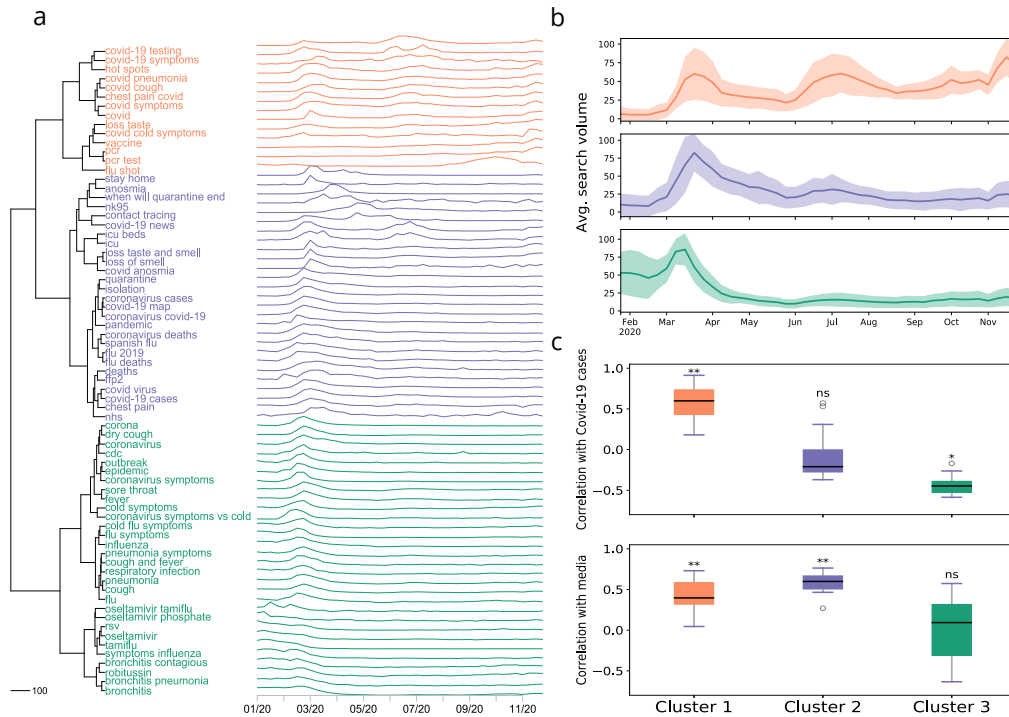 a
covid-19 testing
covid-19 symptoms
hot spots
covid pneumonia
covid cough
chest pain covid
covid symptoms
covid
loss taste
covid cold symptoms
vaccine
pcr
pcr test
flu shot
stay home
anosmia
when will quarantine end
nk95
contact tracing
covid-19 news
icu beds
icu
loss taste and smell
loss of smell
covid anosmia
quarantine
isolation
coronavirus cases
covid-19 map
coronavirus covid-19
pandemic
coronavirus deaths
spanish flu
flu 2019
flu deaths
deaths
ffp2
covid virus
covid-19 cases
chest pain
nhs
corona
dry cough
coronavirus
cdc
outbreak
epidemic
coronavirus symptoms
sore throat
fever
cold symptoms
coronavirus symptoms vs cold
cold flu symptoms
flu symptoms
influenza
pneumonia symptoms
cough and fever
respiratory infection
pneumonia
cough
flu
oseltamivir tamiflu
oseltamivir phosphate
rsv
oseltamivir
tamiflu
symptoms influenza
bronchitis contagious
robitussin
bronchitis pneumonia
bronchitis
100
01/20 03/20 05/20 07/20 09/20 11/20
b
Avg. search volume
100
75
50
25
0
100
75
50
25
0
100
75
50
25
0
Feb Mar Apr May Jun Jul Aug Sep Oct Nov
2020
c
Correlation with Covid-19 cases
1.0
0.5
0.0
−0.5
** ns *
Correlation with media
1.0
0.5
0.0
−0.5
** ** ns
Cluster 1 Cluster 2 Cluster 3